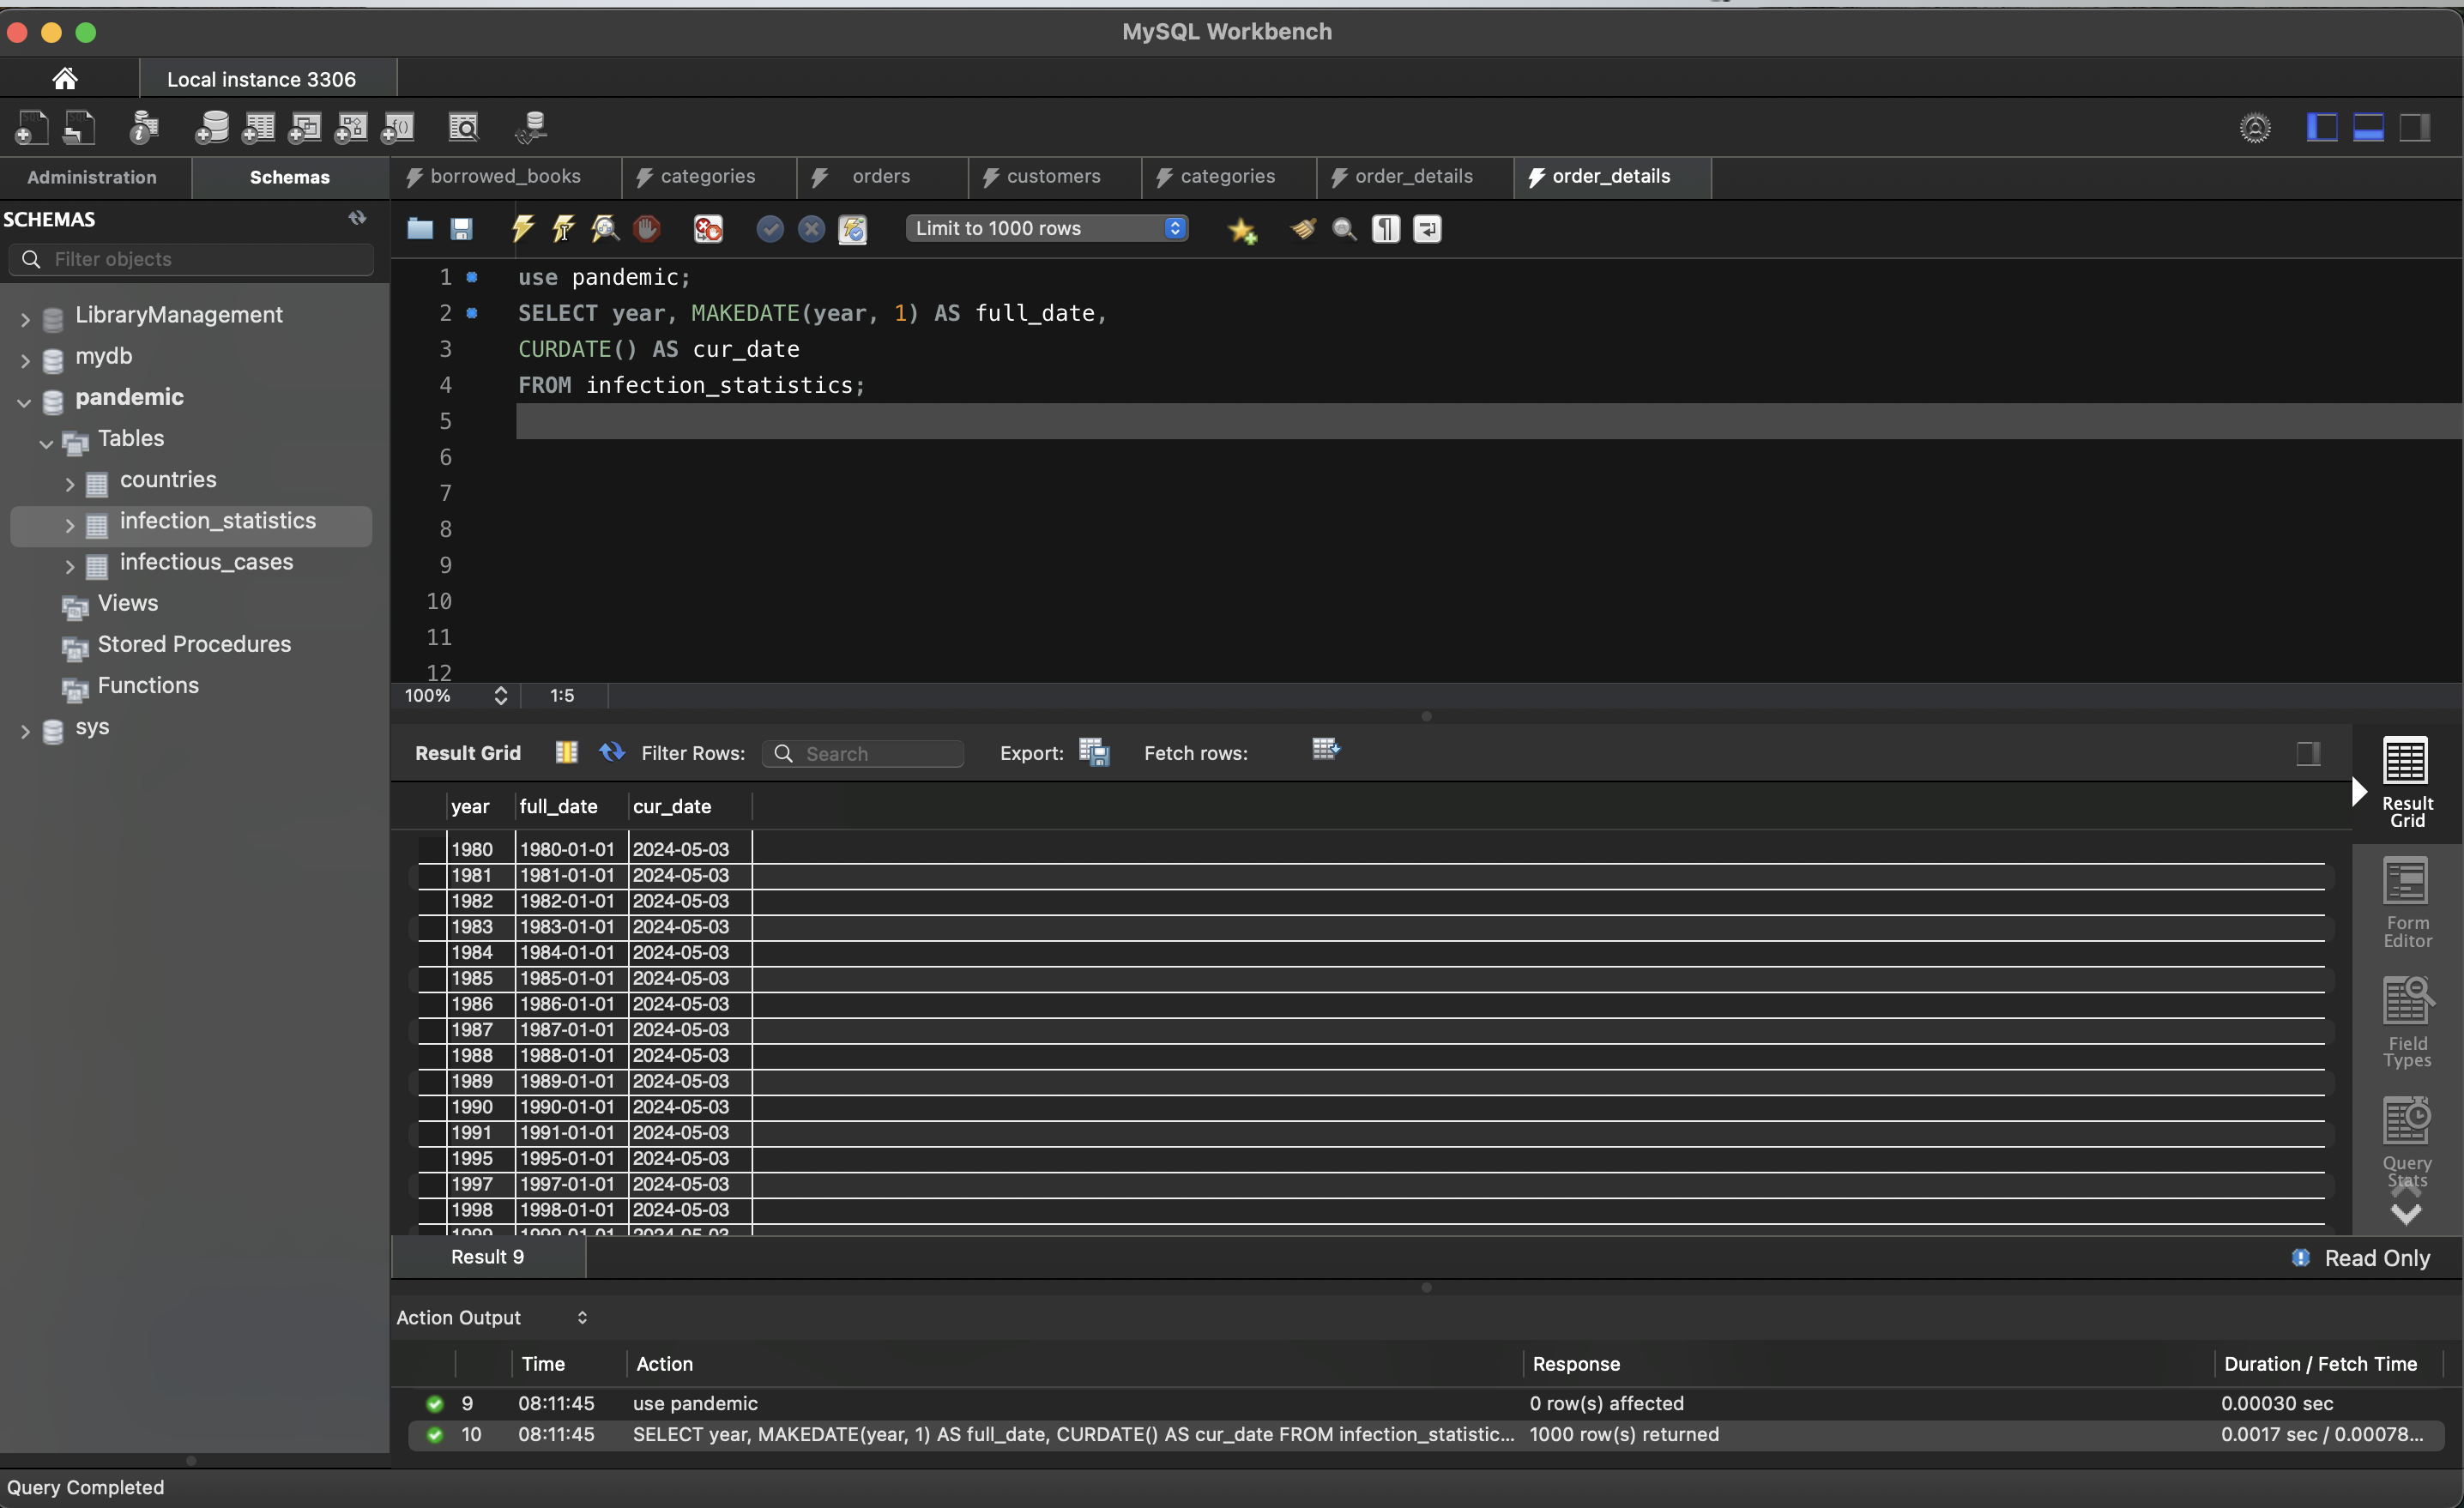 MySQL Workbench
Local instance 3306
Administration
Schemas
borrowed_books
categories
orders
customers
categories
order_details
order_details
SCHEMAS
Filter objects
LibraryManagement
mydb
pandemic
Tables
countries
infection_statistics
infectious_cases
Views
Stored Procedures
Functions
sys
Limit to 1000 rows
1 use pandemic;
2 SELECT year, MAKEDATE(year, 1) AS full_date,
3 CURDATE() AS cur_date
4 FROM infection_statistics;
5
6
7
8
9
10
11
12
100% 1:5
Result Grid Filter Rows: Search Export: Fetch rows:
year full_date cur_date
1980 1980-01-01 2024-05-03
1981 1981-01-01 2024-05-03
1982 1982-01-01 2024-05-03
1983 1983-01-01 2024-05-03
1984 1984-01-01 2024-05-03
1985 1985-01-01 2024-05-03
1986 1986-01-01 2024-05-03
1987 1987-01-01 2024-05-03
1988 1988-01-01 2024-05-03
1989 1989-01-01 2024-05-03
1990 1990-01-01 2024-05-03
1991 1991-01-01 2024-05-03
1995 1995-01-01 2024-05-03
1997 1997-01-01 2024-05-03
1998 1998-01-01 2024-05-03
1999 1999-01-01 2024-05-03
Result
Grid
Form
Editor
Field
Types
Query
Stats
Result 9
Read Only
Action Output
Time Action Response Duration / Fetch Time
9 08:11:45 use pandemic 0 row(s) affected 0.00030 sec
10 08:11:45 SELECT year, MAKEDATE(year, 1) AS full_date, CURDATE() AS cur_date FROM infection_statistic... 1000 row(s) returned 0.0017 sec / 0.00078...
Query Completed